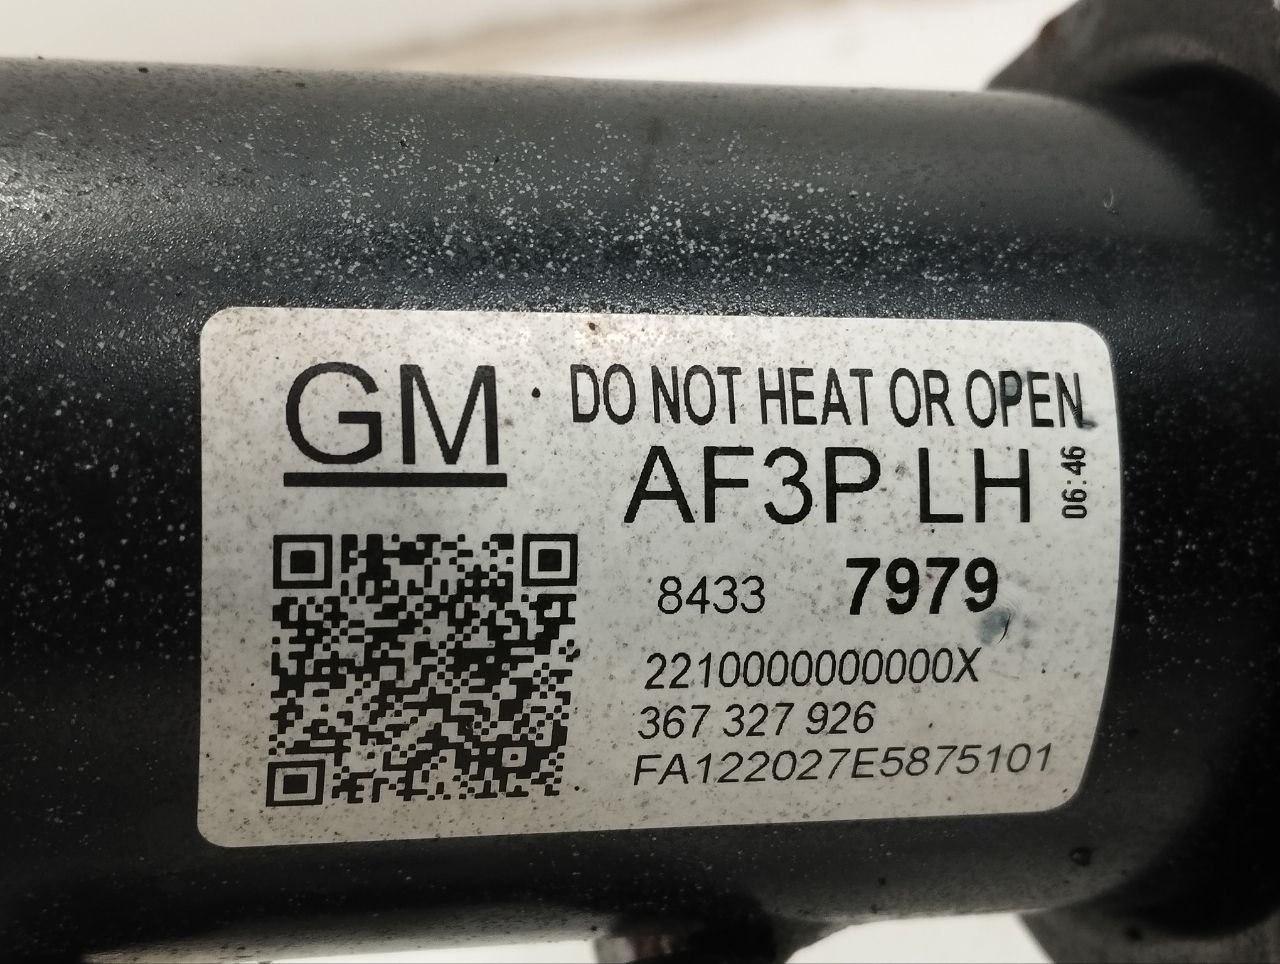 GM
DO NOT HEAT OR OPEN
AF3P LH
06:46
8433 7979
2210000000000X
367 327 926
FA122027E5875101